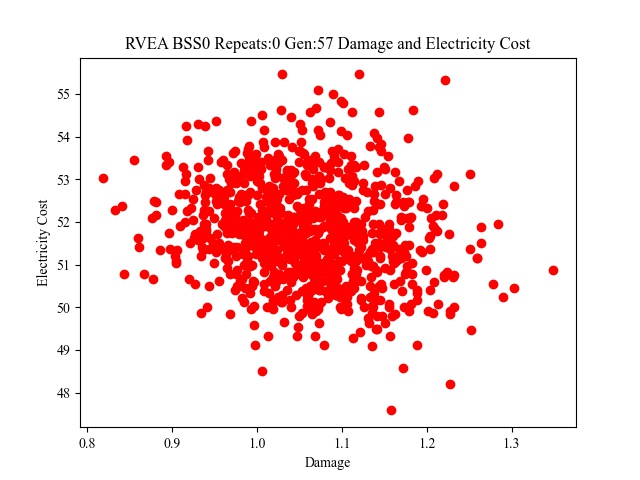 RVEA BSS0 Repeats:0 Gen:57 Damage and Electricity Cost
55
54
53
52
51
50
49
48
Electricity Cost
0.8 0.9 1.0 1.1 1.2 1.3
Damage